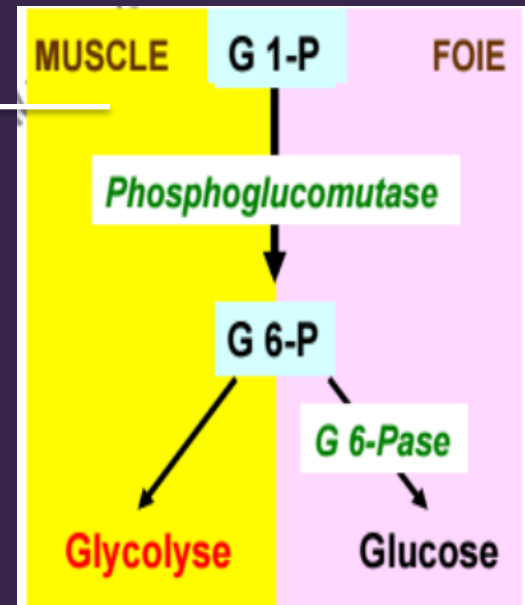 MUSCLE G 1-P FOIE
Phosphoglucomutase
G 6-P
G 6-Pase
Glycolyse Glucose